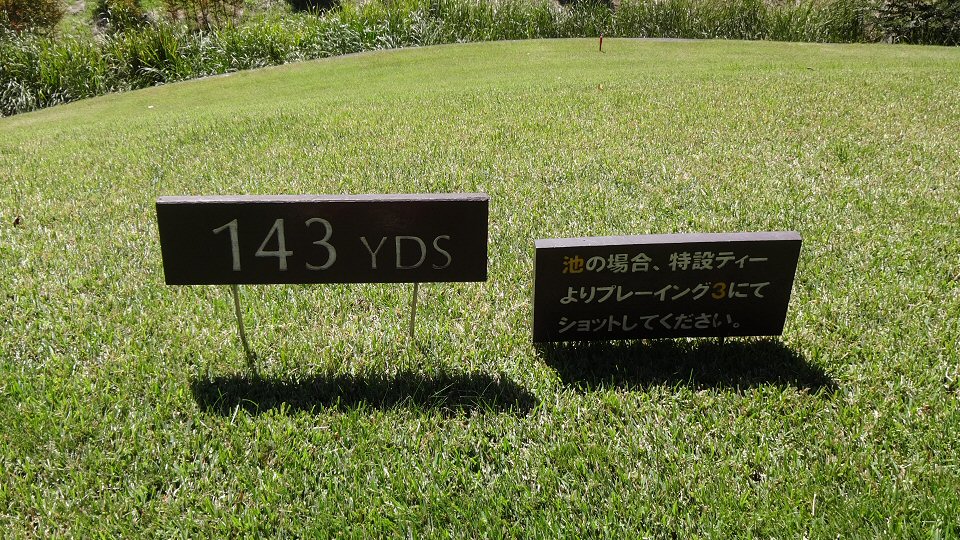 143 YDS
池の場合、特設ティー
よりプレーイング3にて
ショットしてください。